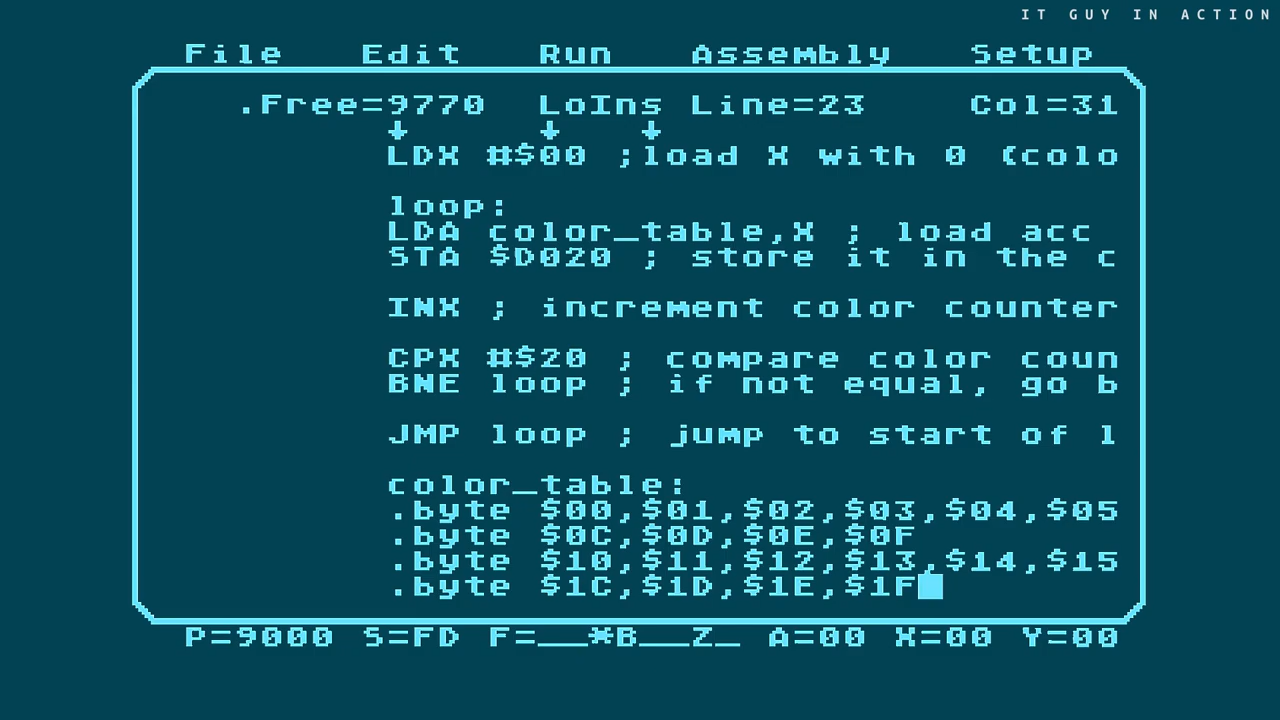 IT GUY IN ACTION
File Edit Run Assembly Setup
.Free=9770 LoIns Line=23 Col=31
LDX #$00 ;load X with 0 (colo
loop:
LDA color_table,X ; load acc
STA $D020 ; store it in the c
INX ; increment color counter
CPX #$20 ; compare color coun
BNE loop ; if not equal, go b
JMP loop ; jump to start of l
color_table:
.byte $00,$01,$02,$03,$04,$05
.byte $0C,$0D,$0E,$0F
.byte $10,$11,$12,$13,$14,$15
.byte $1C,$1D,$1E,$1F
P=9000 S=FD F=__*B__Z_ A=00 X=00 Y=00